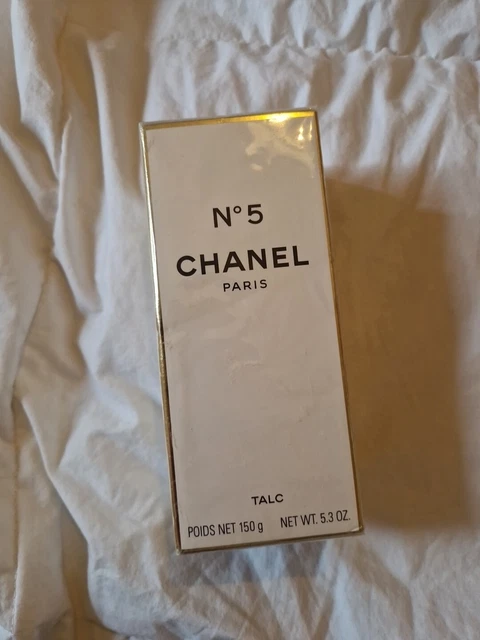 N°5
CHANEL
PARIS
TALC
POIDS NET 150 g NET WT. 5.3 OZ.